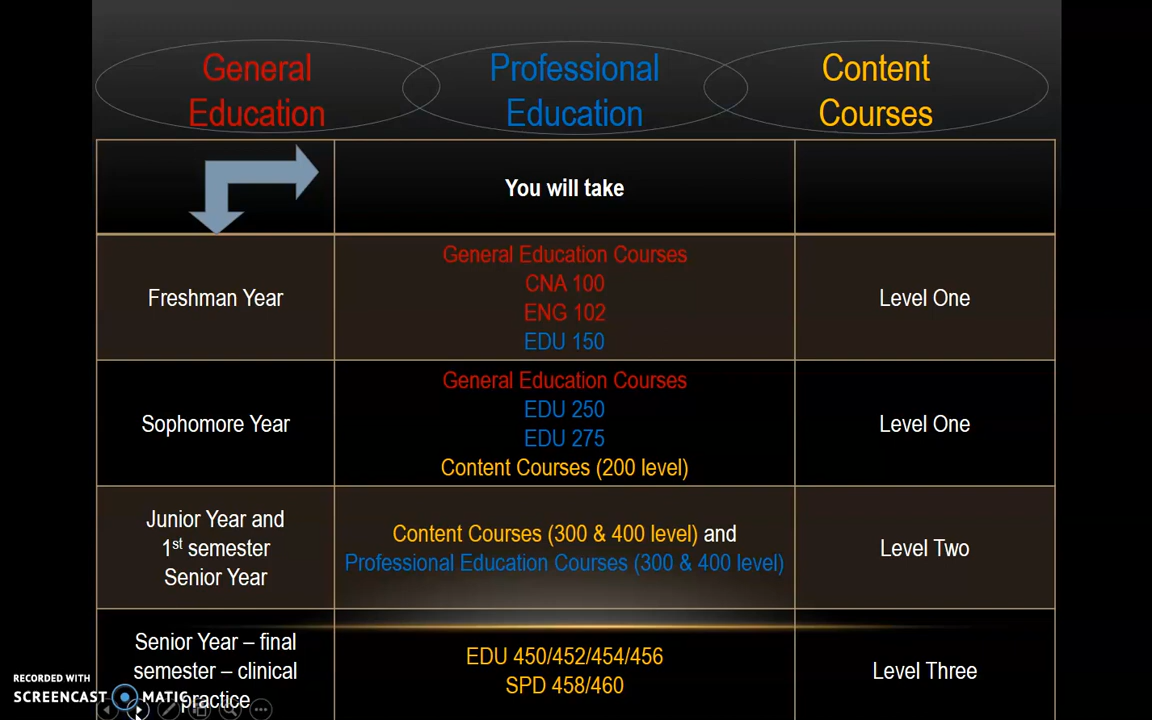 General
Education
Professional
Education
Content
Courses
You will take
Freshman Year
General Education Courses
CNA 100
ENG 102
EDU 150
Level One
Sophomore Year
General Education Courses
EDU 250
EDU 275
Content Courses (200 level)
Level One
Junior Year and
1st semester
Senior Year
Content Courses (300 & 400 level) and
Professional Education Courses (300 & 400 level)
Level Two
Senior Year – final
semester – clinical
practice
EDU 450/452/454/456
SPD 458/460
Level Three
RECORDED WITH
SCREENCAST MATIC